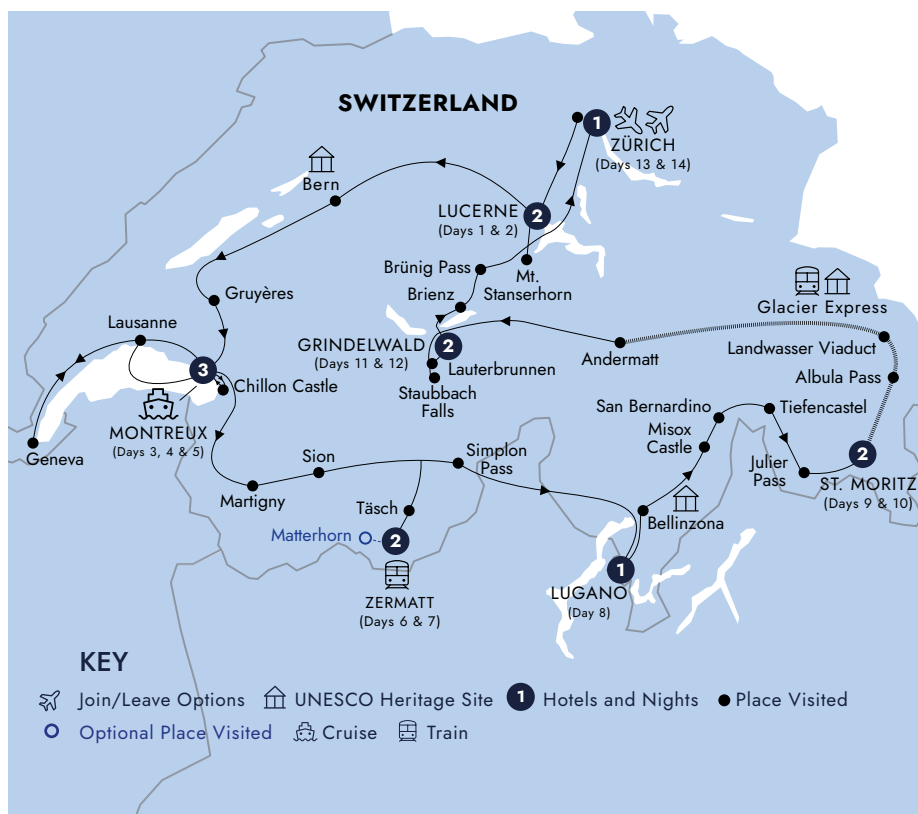 SWITZERLAND
1
ZÜRICH
(Days 13 & 14)
Bern
LUCERNE
(Days 1 & 2)
2
Brünig Pass
Mt.
Stanserhorn
Brienz
Gruyères
Lausanne
GRINDELWALD
(Days 11 & 12)
2
Lauterbrunnen
Staubbach
Falls
Andermatt
Glacier Express
Landwasser Viaduct
Albula Pass
3
Chillon Castle
MONTREUX
(Days 3, 4 & 5)
Geneva
Martigny
Sion
Simplon
Pass
Täsch
Matterhorn
2
ZERMATT
(Days 6 & 7)
San Bernardino
Misox
Castle
Tiefencastel
Julier
Pass
2
ST. MORITZ
(Days 9 & 10)
Bellinzona
1
LUGANO
(Day 8)
KEY
Join/Leave Options
UNESCO Heritage Site
1
Hotels and Nights
Place Visited
Optional Place Visited
Cruise
Train